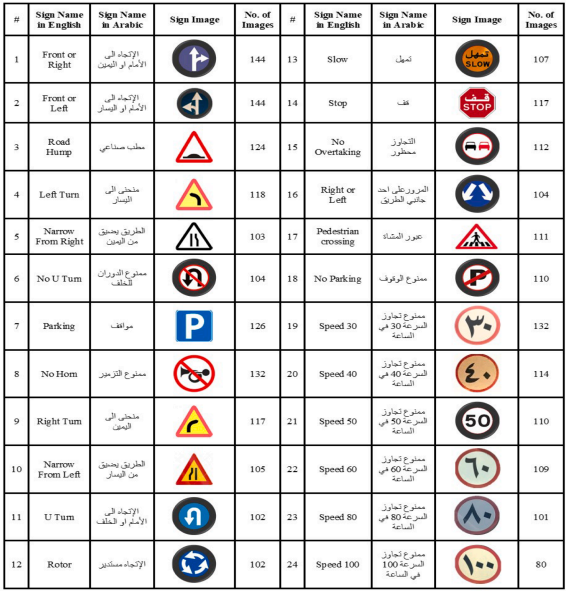 # Sign Name in English Sign Name in Arabic Sign Image No. of Images # Sign Name in English Sign Name in Arabic Sign Image No. of Images
1 Front or Right الإتجاه الى الأمام او اليمين 144 13 Slow تمهل تمهل SLOW 107
2 Front or Left الإتجاه الى الأمام او اليسار 144 14 Stop قف قف STOP 117
3 Road Hump مطب صناعي 124 15 No Overtaking التجاوز محظور 112
4 Left Turn منحنى الى اليسار 118 16 Right or Left المرور على احد جانبي الطريق 104
5 Narrow From Right الطريق يضيق من اليمين 103 17 Pedestrian crossing عبور المشاة 111
6 No U Turn ممنوع الدوران للخلف 104 18 No Parking ممنوع الوقوف P 110
7 Parking مواقف P 126 19 Speed 30 ممنوع تجاوز السرعة 30 في الساعة ٣٠ 132
8 No Horn ممنوع التزمير 132 20 Speed 40 ممنوع تجاوز السرعة 40 في الساعة ٤٠ 114
9 Right Turn منحنى الى اليمين 117 21 Speed 50 ممنوع تجاوز السرعة 50 في الساعة 50 110
10 Narrow From Left الطريق يضيق من اليسار 105 22 Speed 60 ممنوع تجاوز السرعة 60 في الساعة ٦٠ 109
11 U Turn الإتجاه الى الأمام او الخلف 102 23 Speed 80 ممنوع تجاوز السرعة 80 في الساعة ٨٠ 101
12 Rotor الإتجاه مستدير 102 24 Speed 100 ممنوع تجاوز السرعة 100 في الساعة ١٠٠ 80